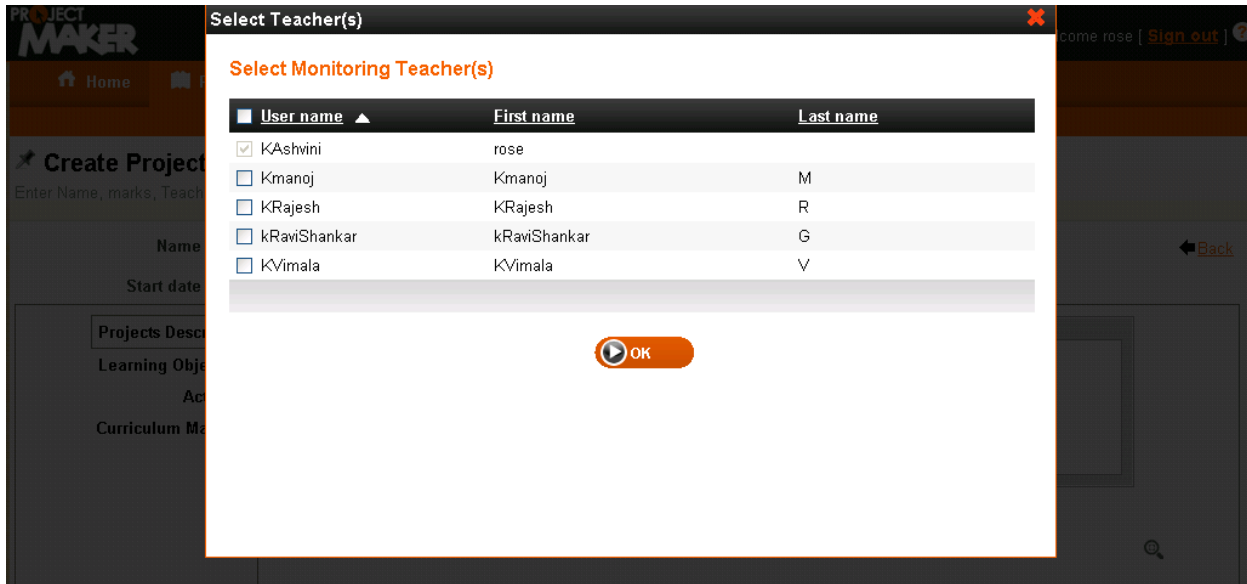 PROJECT
MAKER
Select Teacher(s)
come rose [ Sign out ]
Home
Select Monitoring Teacher(s)
User name First name Last name
KAshvini rose
Kmanoj Kmanoj M
KRajesh KRajesh R
kRaviShankar kRaviShankar G
KVimala KVimala V
OK
Create Project
Enter Name, marks, Teach
Name
Back
Start date
Projects Descr
Learning Obje
Act
Curriculum Ma